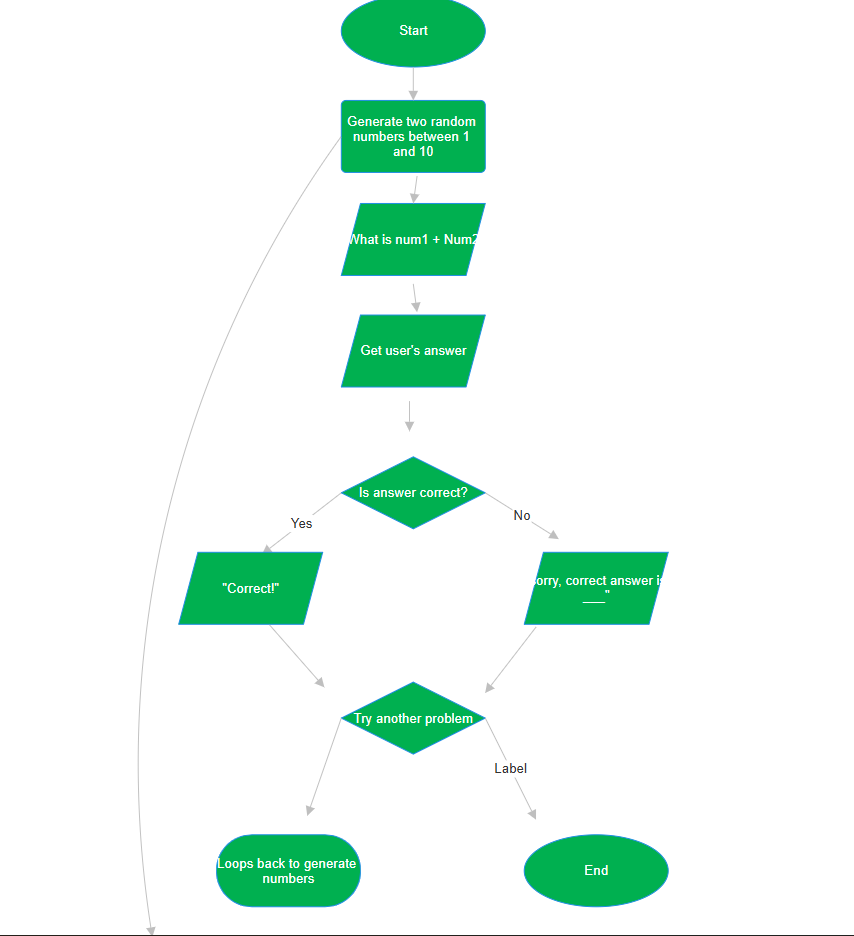 Start
Generate two random
numbers between 1
and 10
What is num1 + Num2
Get user's answer
Is answer correct?
Yes
No
"Correct!"
orry, correct answer is
___"
Try another problem
Label
Loops back to generate
numbers
End